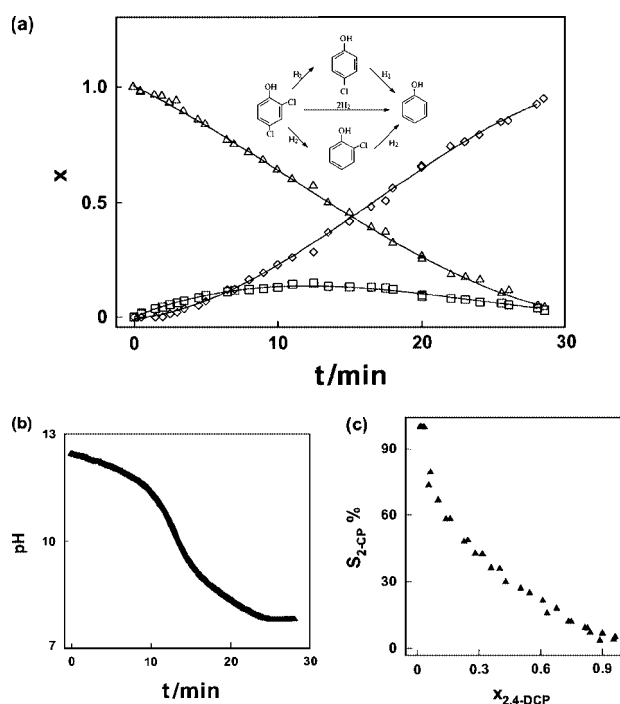 (a)
OH
Cl
H₂
H₂
OH
Cl
Cl
2H₂
OH
OH
Cl
H₂
H₂
1.0
0.5
0
x
0
10
20
30
t/min
(b)
13
10
7
pH
0
10
20
30
t/min
(c)
90
60
30
0
S2-CP %
0
0.3
0.6
0.9
x2,4-DCP